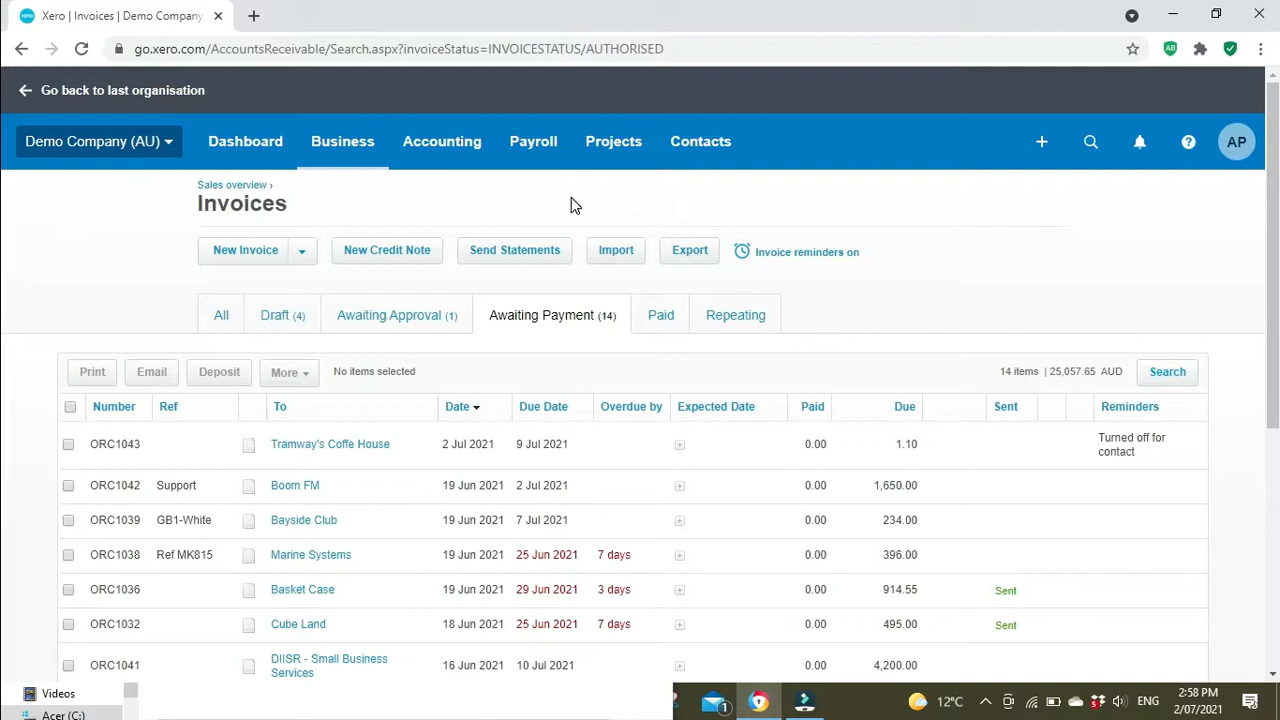 Xero | Invoices | Demo Company
go.xero.com/AccountsReceivable/Search.aspx?invoiceStatus=INVOICESTATUS/AUTHORISED
Go back to last organisation
Demo Company (AU) Dashboard Business Accounting Payroll Projects Contacts AP
Sales overview ›
Invoices
New Invoice New Credit Note Send Statements Import Export Invoice reminders on
All Draft (4) Awaiting Approval (1) Awaiting Payment (14) Paid Repeating
Print Email Deposit More No items selected 14 items | 25,057.65 AUD Search
Number Ref To Date Due Date Overdue by Expected Date Paid Due Sent Reminders
ORC1043 Tramway's Coffe House 2 Jul 2021 9 Jul 2021 0.00 1.10 Turned off for
contact
ORC1042 Support Boom FM 19 Jun 2021 2 Jul 2021 0.00 1,650.00
ORC1039 GB1-White Bayside Club 19 Jun 2021 7 Jul 2021 0.00 234.00
ORC1038 Ref MK815 Marine Systems 19 Jun 2021 25 Jun 2021 7 days 0.00 396.00
ORC1036 Basket Case 19 Jun 2021 29 Jun 2021 3 days 0.00 914.55 Sent
ORC1032 Cube Land 18 Jun 2021 25 Jun 2021 7 days 0.00 495.00 Sent
ORC1041 DIISR - Small Business 16 Jun 2021 10 Jul 2021 0.00 4,200.00
Services
Videos
Acer (C:)
1 12°C ENG 2:58 PM
2/07/2021